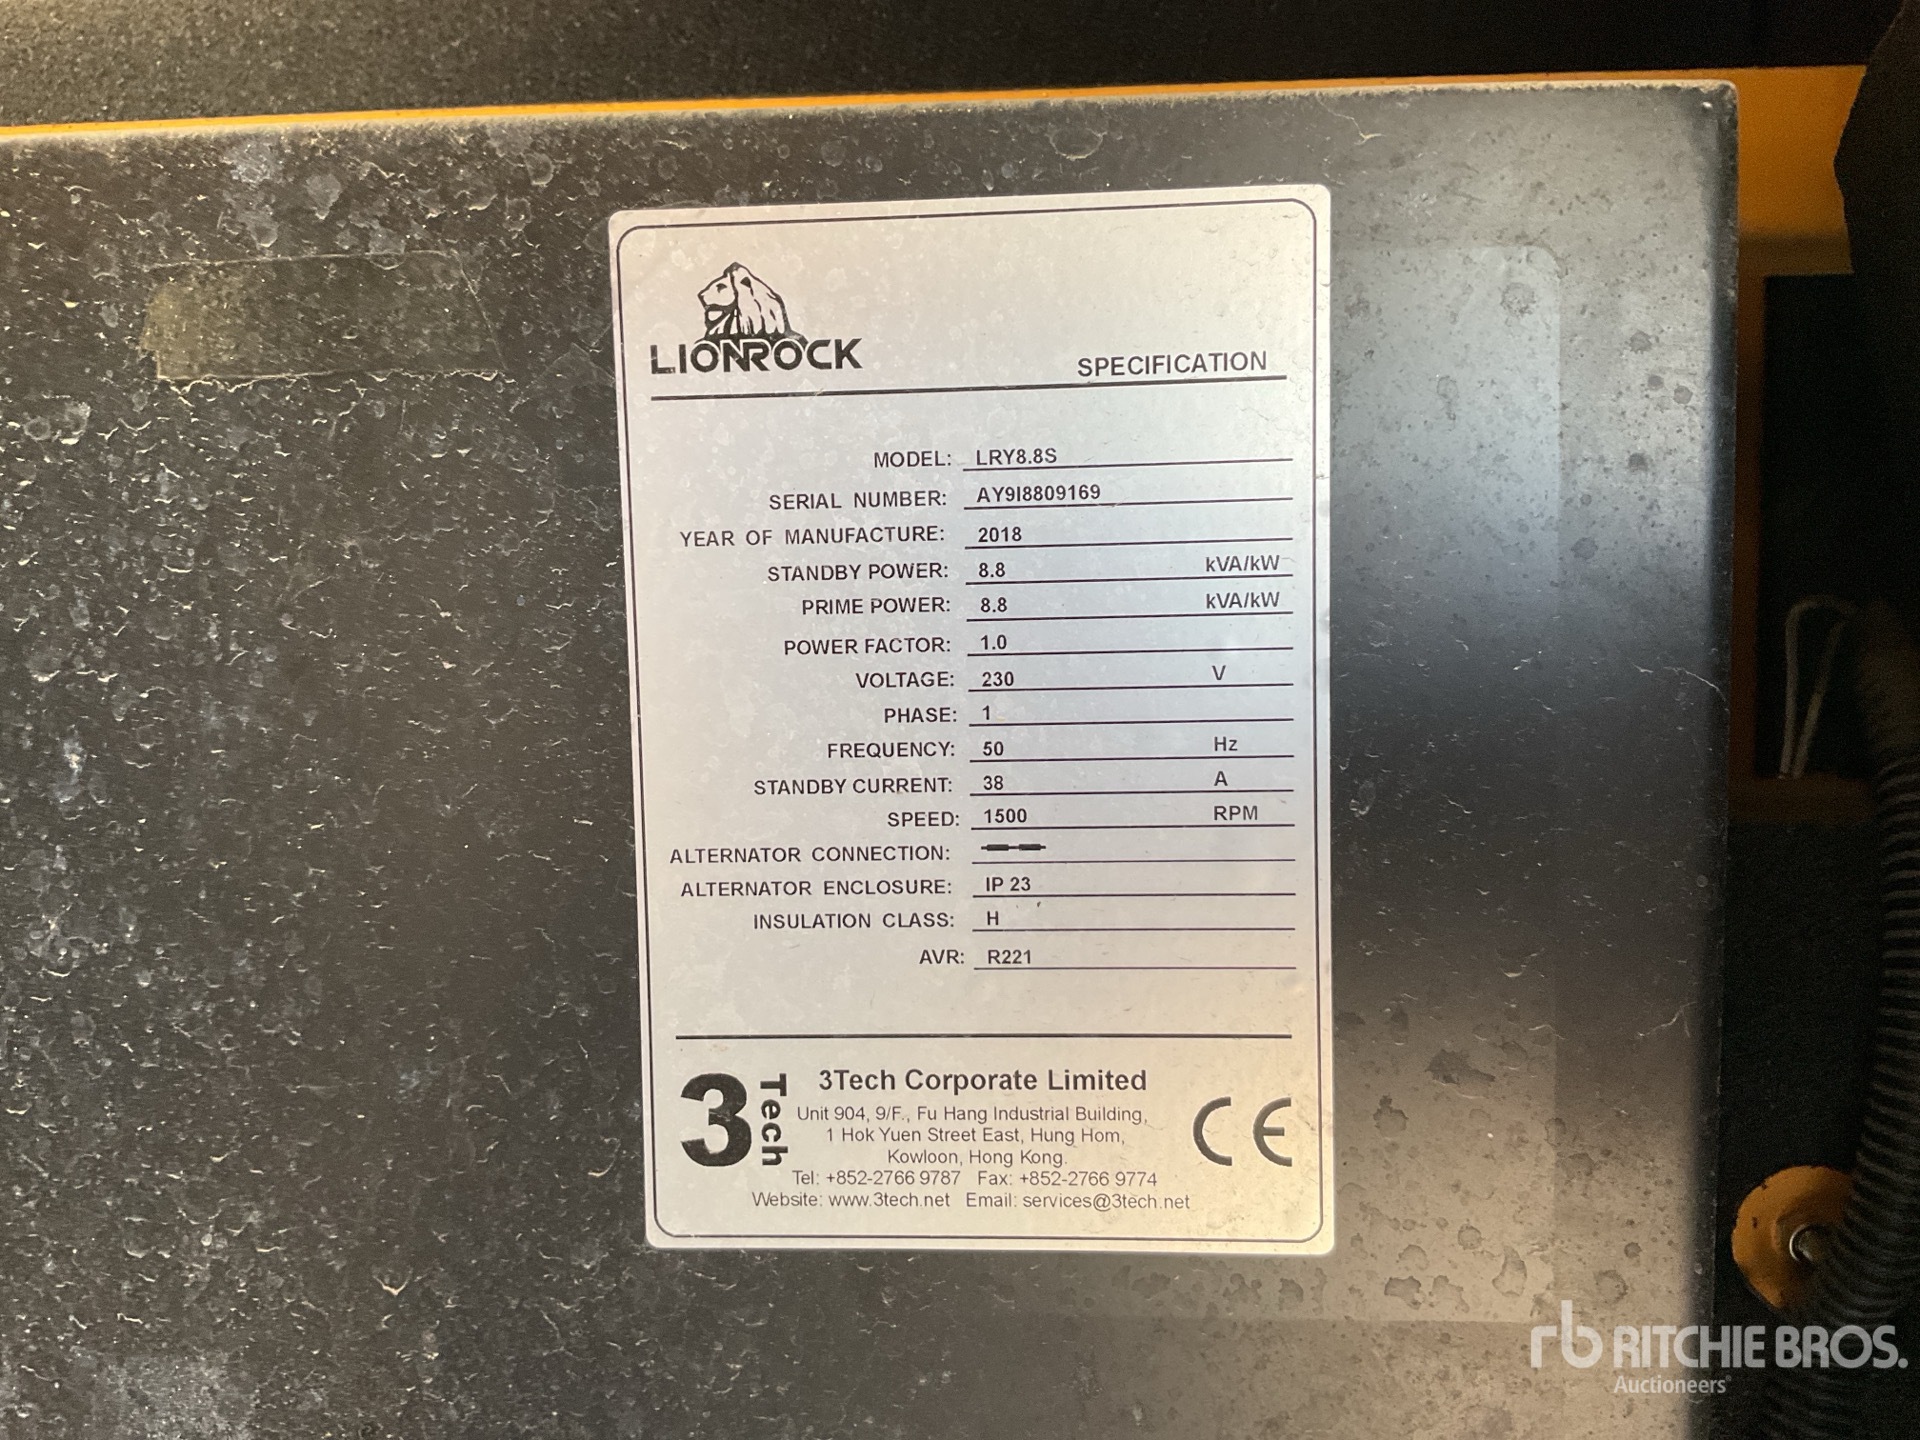 LIONROCK
SPECIFICATION
MODEL: LRY8.8S
SERIAL NUMBER: AY9I8809169
YEAR OF MANUFACTURE: 2018
STANDBY POWER: 8.8 kVA/kW
PRIME POWER: 8.8 kVA/kW
POWER FACTOR: 1.0
VOLTAGE: 230 V
PHASE: 1
FREQUENCY: 50 Hz
STANDBY CURRENT: 38 A
SPEED: 1500 RPM
ALTERNATOR CONNECTION:
ALTERNATOR ENCLOSURE: IP 23
INSULATION CLASS: H
AVR: R221
3Tech
3Tech Corporate Limited
Unit 904, 9/F., Fu Hang Industrial Building,
1 Hok Yuen Street East, Hung Hom,
Kowloon, Hong Kong.
Tel: +852-2766 9787 Fax: +852-2766 9774
Website: www.3tech.net Email: services@3tech.net
CE
rb RITCHIE BROS.
Auctioneers